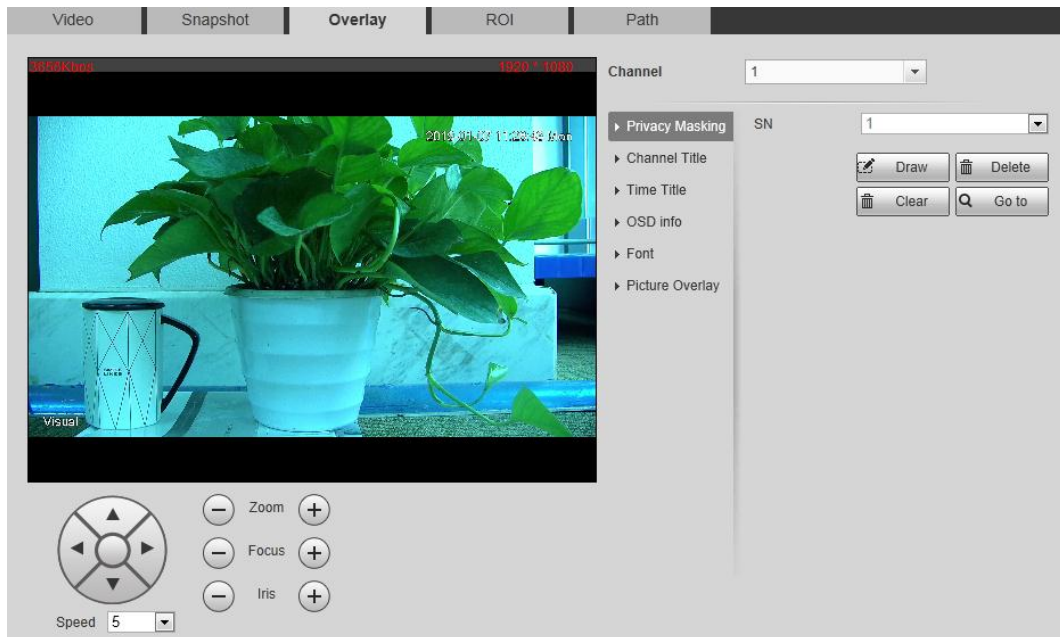 Video Snapshot Overlay ROI Path
3656Kbps 1920 * 1080
Channel 1
Visual
Privacy Masking
Channel Title
Time Title
OSD info
Font
Picture Overlay
SN 1
Draw Delete
Clear Go to
Zoom
Focus
Iris
Speed 5